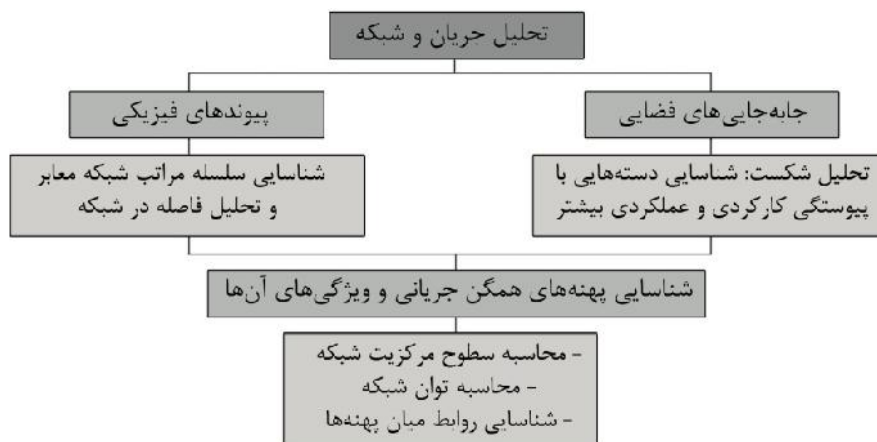 تحلیل جریان و شبکه
جابه‌جایی‌های فضایی
پیوندهای فیزیکی
تحلیل شکست: شناسایی دسته‌هایی با
پیوستگی کارکردی و عملکردی بیشتر
شناسایی سلسله مراتب شبکه معابر
و تحلیل فاصله در شبکه
شناسایی پهنه‌های همگن جریانی و ویژگی‌های آن‌ها
- محاسبه سطوح مرکزیت شبکه
- محاسبه توان شبکه
- شناسایی روابط میان پهنه‌ها